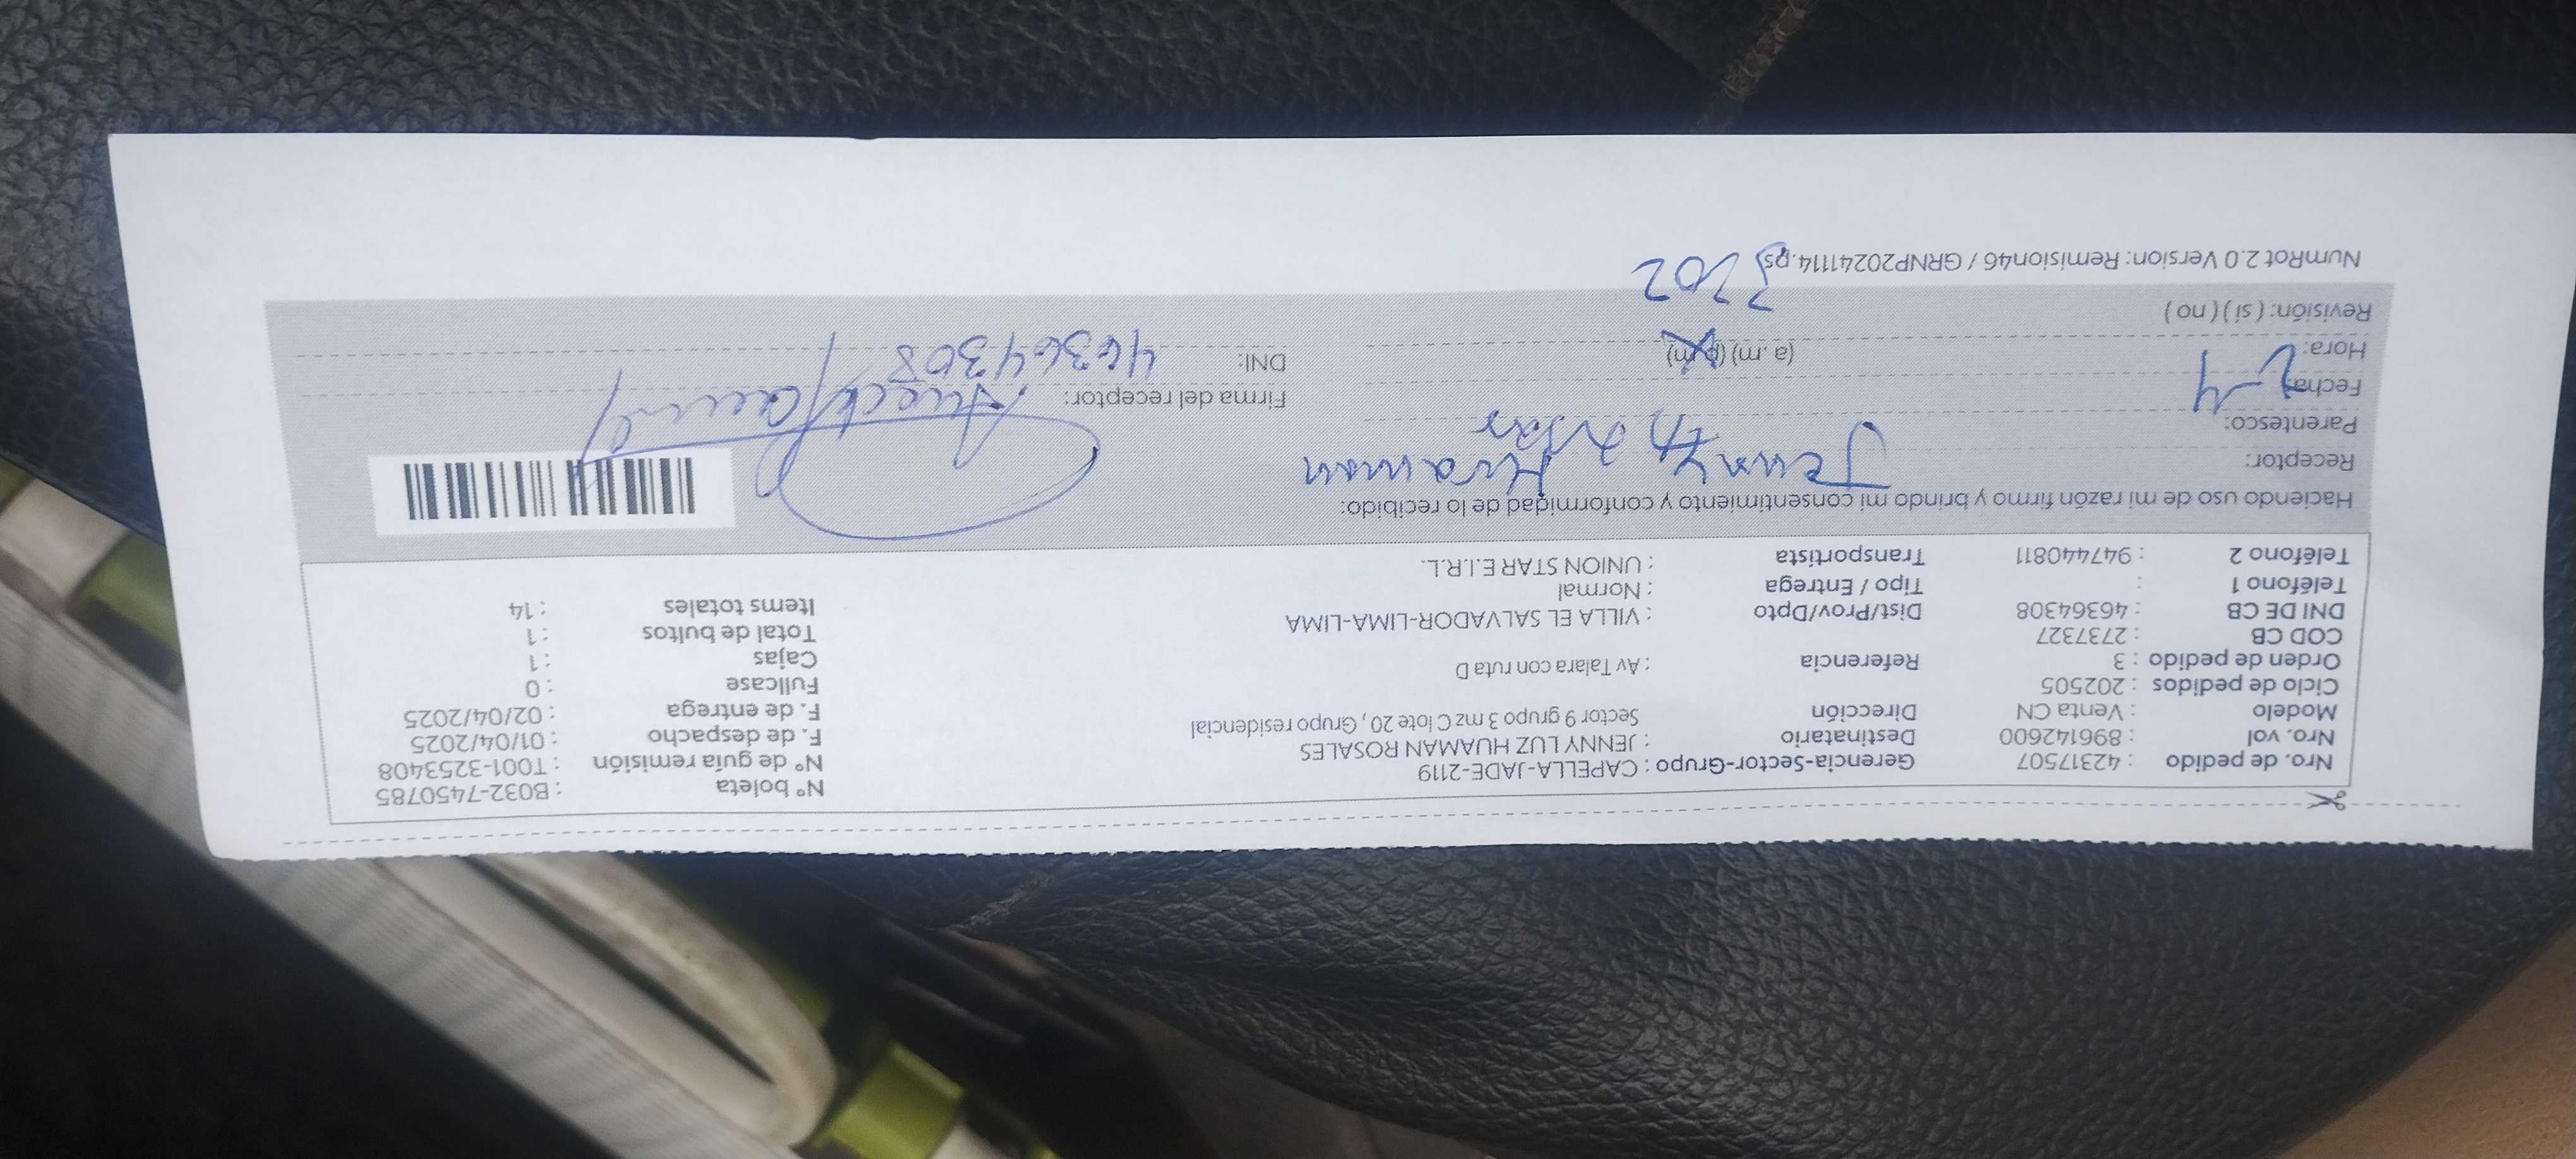 Nro. de pedido : 42317507 Gerencia-Sector-Grupo : CAPELLA-JADE-2119 N° boleta : B032-7450785
Nro. vol : 896142600 Destinatario : JENNY LUZ HUAMAN ROSALES N° de guía remisión : T001-3253408
Modelo : Venta CN Dirección Sector 9 grupo 3 mz C lote 20 , Grupo residencial F. de despacho : 01/04/2025
Ciclo de pedidos : 202505 F. de entrega : 02/04/2025
Orden de pedido : 3 Referencia : Av Talara con ruta D Fullcase : 0
COD CB : 2737327 Cajas : 1
DNI DE CB : 46364308 Dist/Prov/Dpto : VILLA EL SALVADOR-LIMA-LIMA Total de bultos : 1
Teléfono 1 : Tipo / Entrega : Normal Items totales : 14
Teléfono 2 : 947440811 Transportista : UNION STAR E.I.R.L.
Haciendo uso de mi razón firmo y brindo mi consentimiento y conformidad de lo recibido:
Receptor: Jenny Huaman
Parentesco:
Fecha: 2-4 Firma del receptor:
Hora: (a. m) (p.m) DNI: 46364308
Revisión: ( si ) ( no )
NumRot 2.0 Version: Remision46 / GRNP20241114.ps